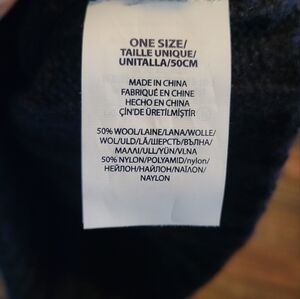 ONE SIZE/
TAILLE UNIQUE/
UNITALLA/50CM
MADE IN CHINA
FABRIQUÉ EN CHINE
HECHO EN CHINA
ÇIN'DE ÜRETİLMİŞTİR
50% WOOL/LAINE/LANA/WOLLE/
WOL/ULD/LÃ/ШЕРСТЬ/ВЪЛНА/
ΜΑΛΛΙ/ULL/YÜN/VLNA
50% NYLON/POLYAMID/nylon/
НЕЙЛОН/НАЙЛОН/ΝΑΪΛΟΝ/
NAYLON